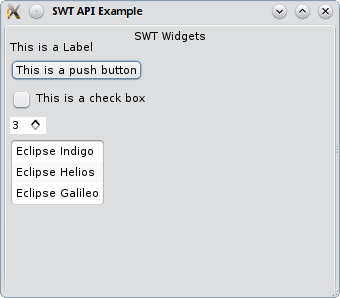 SWT API Example
SWT Widgets
This is a Label
This is a push button
This is a check box
3
Eclipse Indigo
Eclipse Helios
Eclipse Galileo